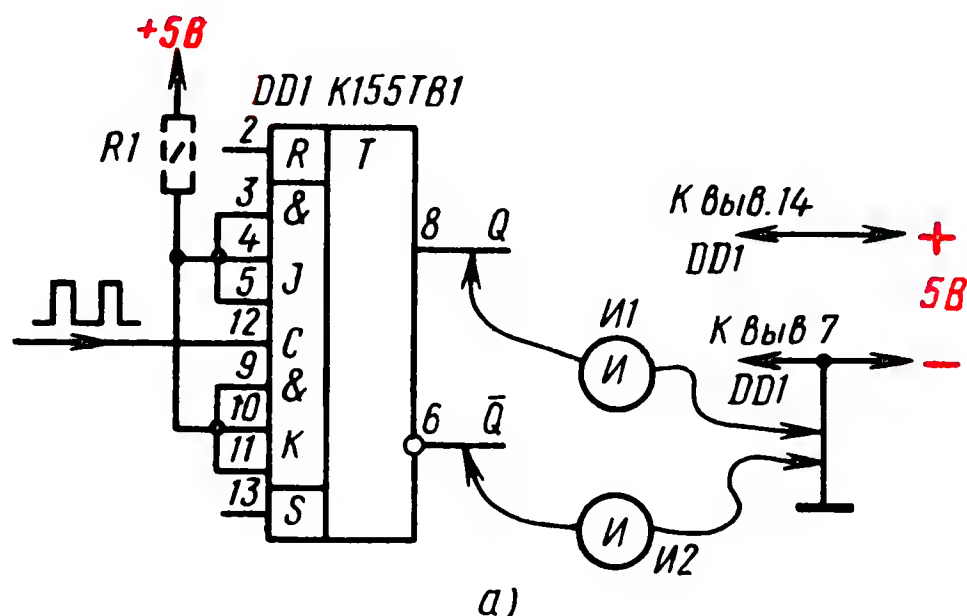 +5В
DD1 К155ТВ1
R1
2
R
T
3
&
4
5
J
12
C
9
&
10
11
K
13
S
8
Q
6
Q̄
И1
И
И
И2
К выв.14
DD1
+
5В
К выв 7
DD1
−
а)